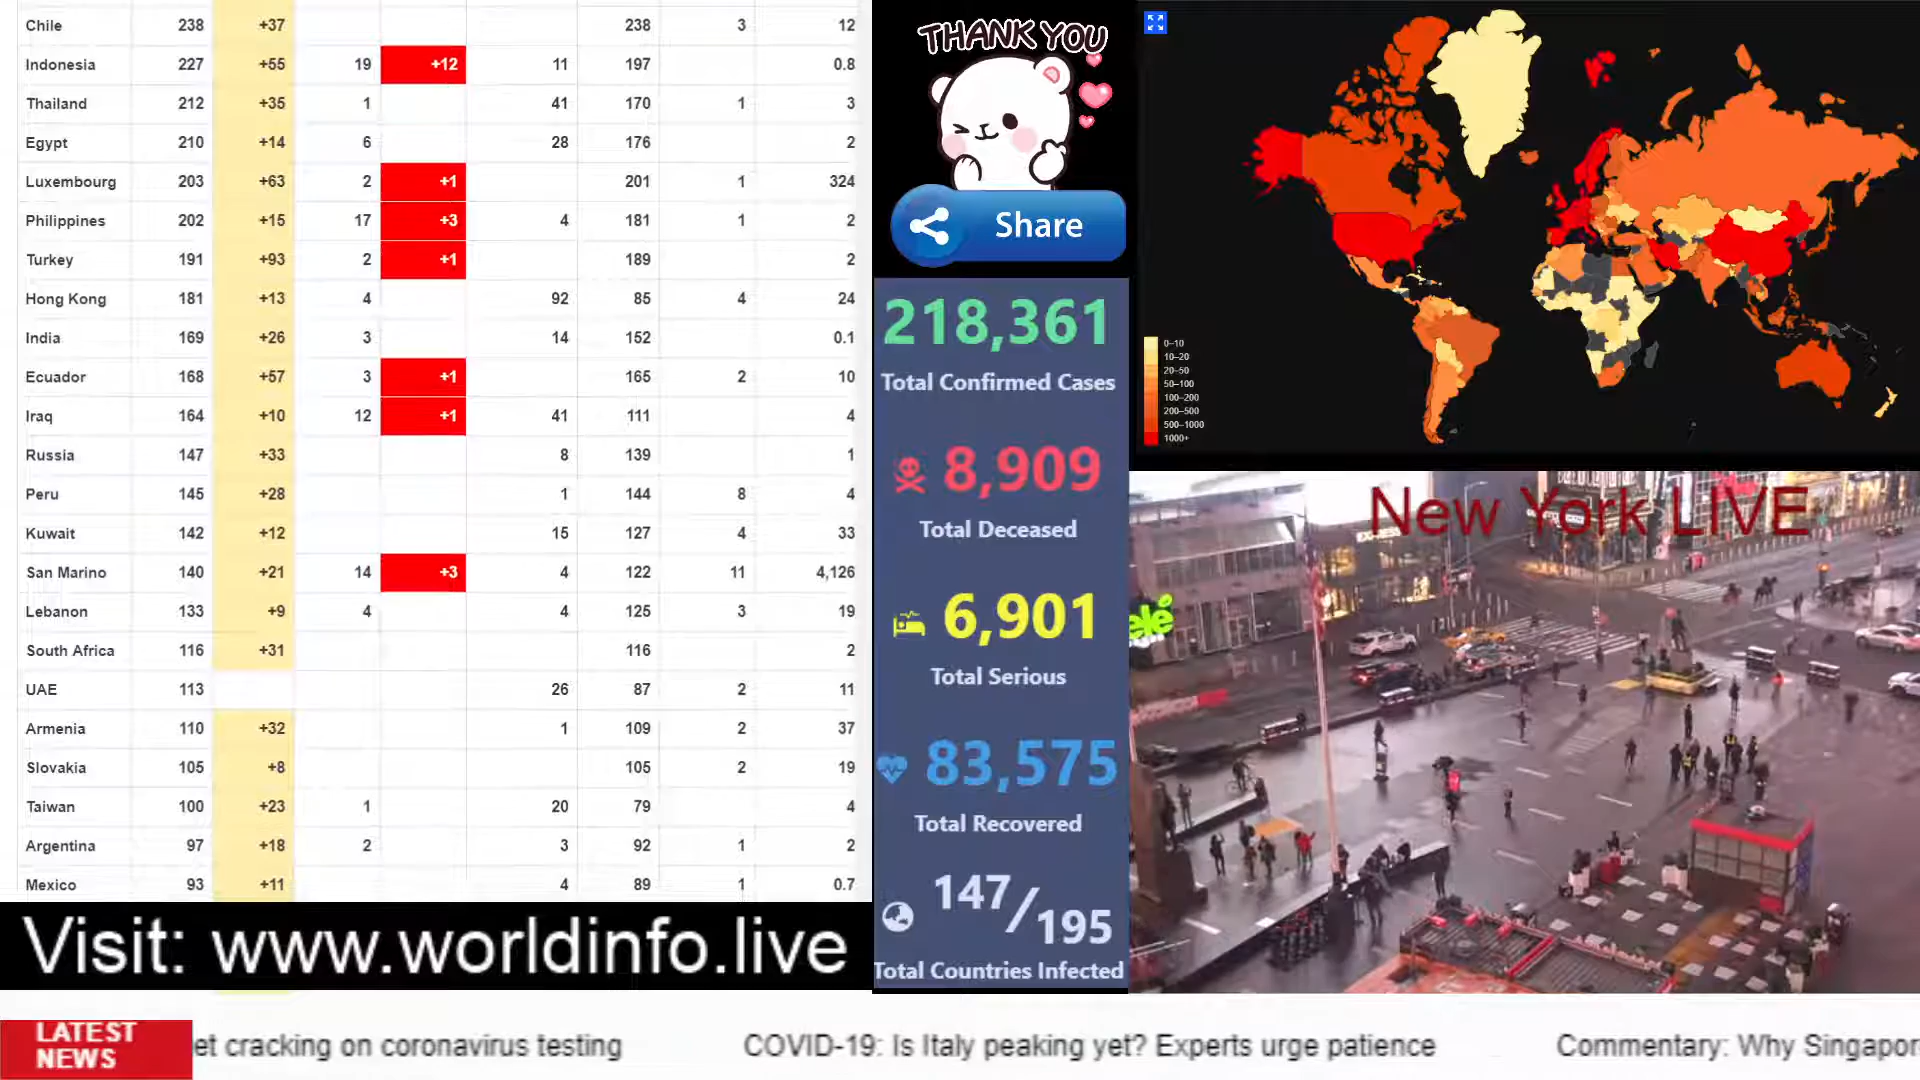 Chile 238 +37 238 3 12
Indonesia 227 +55 19 +12 11 197 0.8
Thailand 212 +35 1 41 170 1 3
Egypt 210 +14 6 28 176 2
Luxembourg 203 +63 2 +1 201 1 324
Philippines 202 +15 17 +3 4 181 1 2
Turkey 191 +93 2 +1 189 2
Hong Kong 181 +13 4 92 85 4 24
India 169 +26 3 14 152 0.1
Ecuador 168 +57 3 +1 165 2 10
Iraq 164 +10 12 +1 41 111 4
Russia 147 +33 8 139 1
Peru 145 +28 1 144 8 4
Kuwait 142 +12 15 127 4 33
San Marino 140 +21 14 +3 4 122 11 4,126
Lebanon 133 +9 4 4 125 3 19
South Africa 116 +31 116 2
UAE 113 26 87 2 11
Armenia 110 +32 1 109 2 37
Slovakia 105 +8 105 2 19
Taiwan 100 +23 1 20 79 4
Argentina 97 +18 2 3 92 1 2
Mexico 93 +11 4 89 1 0.7
Visit: www.worldinfo.live
THANK YOU
Share
218,361
Total Confirmed Cases
8,909
Total Deceased
6,901
Total Serious
83,575
Total Recovered
147/195
Total Countries Infected
0–10
10–20
20–50
50–100
100–200
200–500
500–1000
1000+
New York LIVE
elé
LATEST
NEWS
et cracking on coronavirus testing COVID-19: Is Italy peaking yet? Experts urge patience Commentary: Why Singapor